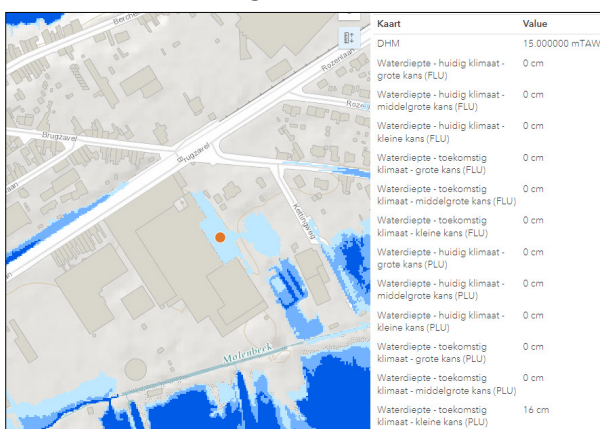 Berche
Rozenlaan
Roze
Brugzavel
Brugzavel
laan
Kettingweg
an
Molenbeek
Kaart Value
DHM 15.000000 mTAW
Waterdiepte - huidig klimaat - 0 cm
grote kans (FLU)
Waterdiepte - huidig klimaat - 0 cm
middelgrote kans (FLU)
Waterdiepte - huidig klimaat - 0 cm
kleine kans (FLU)
Waterdiepte - toekomstig 0 cm
klimaat - grote kans (FLU)
Waterdiepte - toekomstig 0 cm
klimaat - middelgrote kans (FLU)
Waterdiepte - toekomstig 0 cm
klimaat - kleine kans (FLU)
Waterdiepte - huidig klimaat - 0 cm
grote kans (PLU)
Waterdiepte - huidig klimaat - 0 cm
middelgrote kans (PLU)
Waterdiepte - huidig klimaat - 0 cm
kleine kans (PLU)
Waterdiepte - toekomstig 0 cm
klimaat - grote kans (PLU)
Waterdiepte - toekomstig 0 cm
klimaat - middelgrote kans (PLU)
Waterdiepte - toekomstig 16 cm
klimaat - kleine kans (PLU)